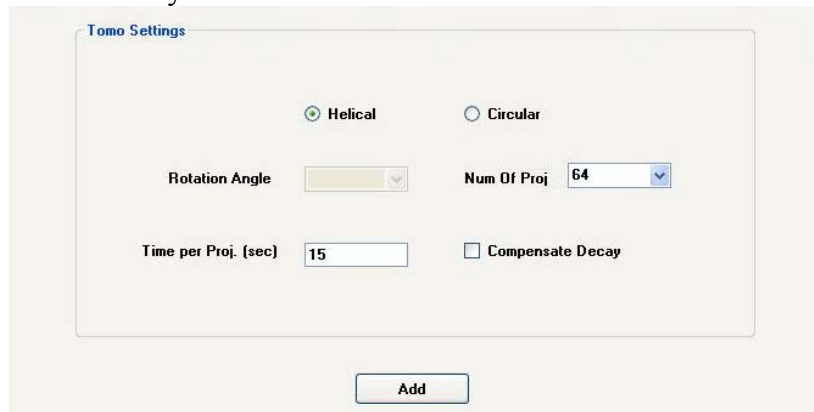 Tomo Settings
Helical Circular
Rotation Angle Num Of Proj 64
Time per Proj. (sec) 15 Compensate Decay
Add